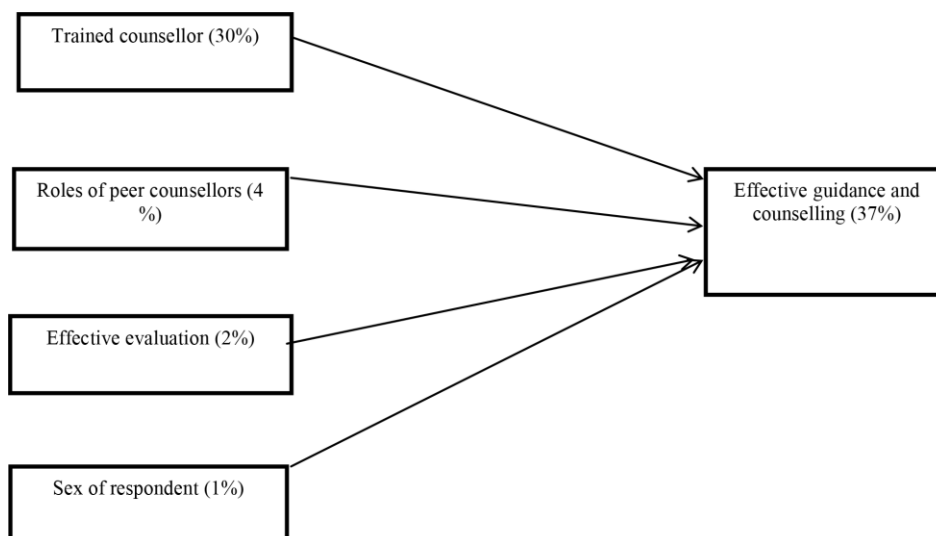 Trained counsellor (30%)
Roles of peer counsellors (4
%)
Effective evaluation (2%)
Sex of respondent (1%)
Effective guidance and
counselling (37%)